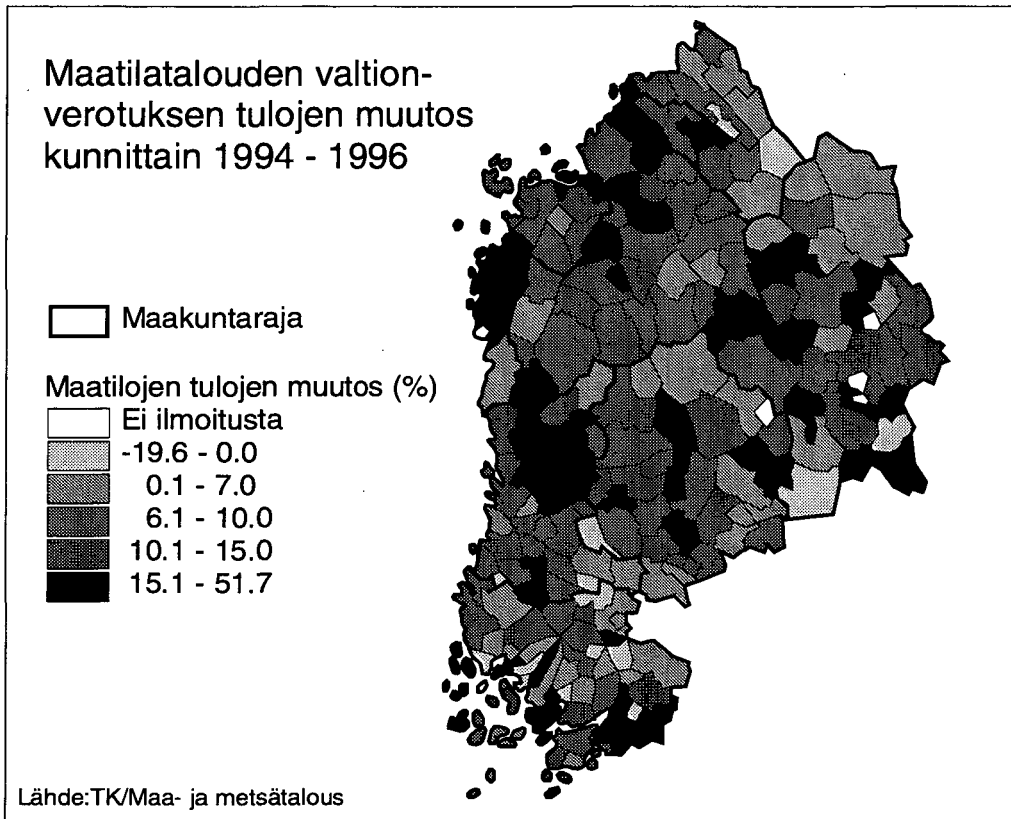 Maatilatalouden valtion-
verotuksen tulojen muutos
kunnittain 1994 - 1996
Maakuntaraja
Maatilojen tulojen muutos (%)
Ei ilmoitusta
-19.6 - 0.0
0.1 - 7.0
6.1 - 10.0
10.1 - 15.0
15.1 - 51.7
Lähde:TK/Maa- ja metsätalous